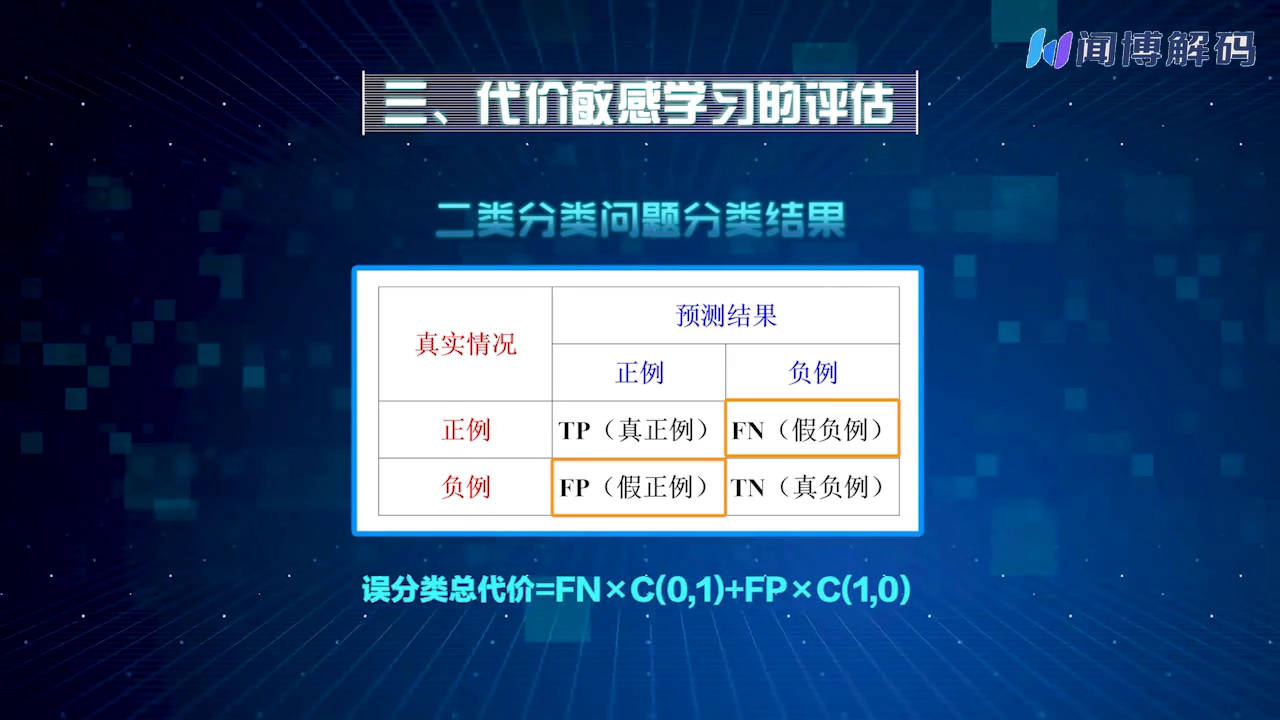 闻博解码
三、代价敏感学习的评估
二类分类问题分类结果
真实情况
预测结果
正例 负例
正例 TP（真正例） FN（假负例）
负例 FP（假正例） TN（真负例）
误分类总代价=FN×C(0,1)+FP×C(1,0)